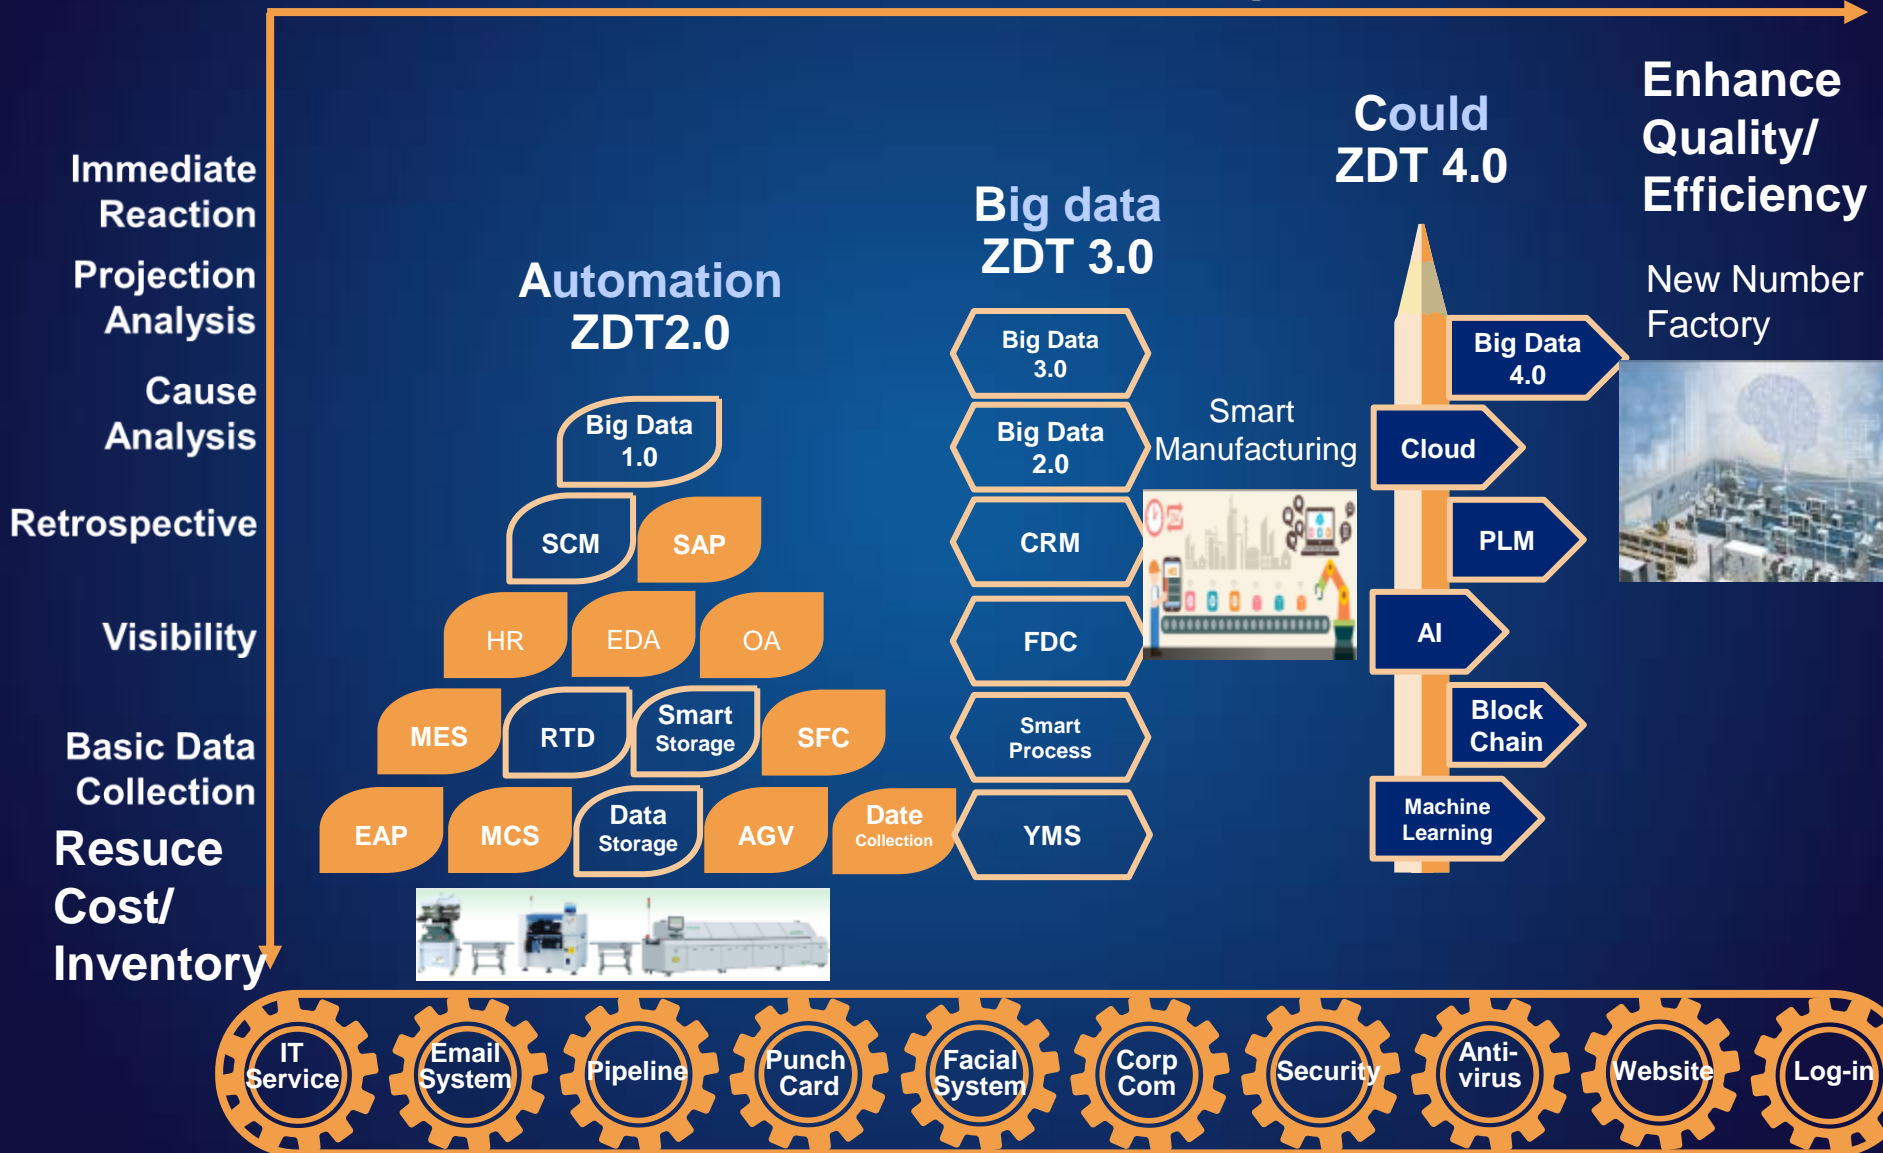 Enhance
Quality/
Efficiency
New Number
Factory
Could
ZDT 4.0
Big data
ZDT 3.0
Automation
ZDT2.0
Immediate
Reaction
Projection
Analysis
Cause
Analysis
Retrospective
Visibility
Basic Data
Collection
Resuce
Cost/
Inventory
Big Data
1.0
SCM
SAP
HR
EDA
OA
MES
RTD
Smart
Storage
SFC
EAP
MCS
Data
Storage
AGV
Date
Collection
Big Data
3.0
Big Data
2.0
CRM
FDC
Smart
Process
YMS
Smart
Manufacturing
Big Data
4.0
Cloud
PLM
AI
Block
Chain
Machine
Learning
IT
Service
Email
System
Pipeline
Punch
Card
Facial
System
Corp
Com
Security
Anti-
virus
Website
Log-in